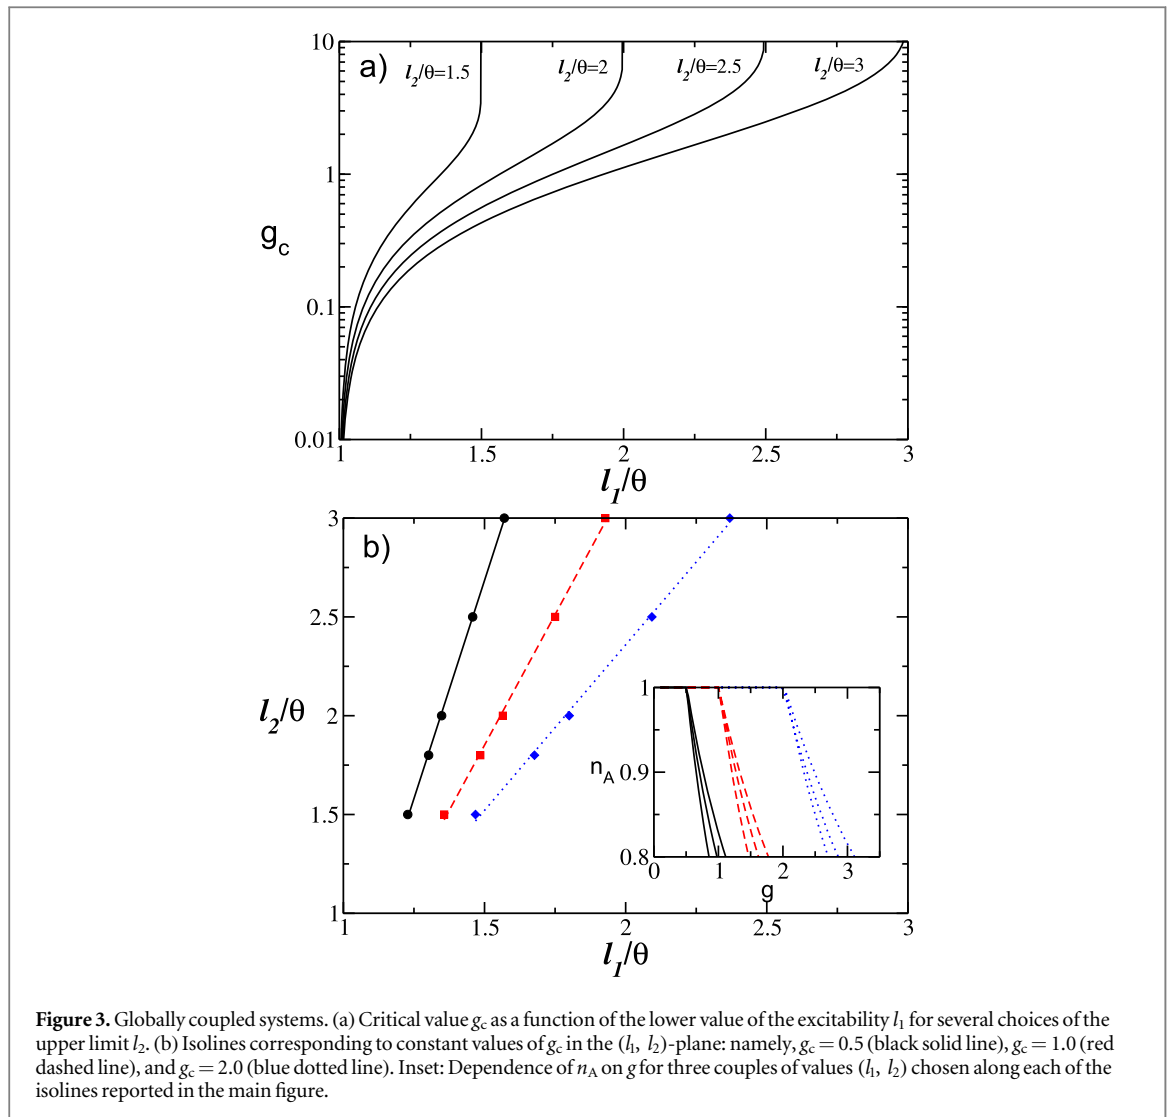 10
a)
l2/θ=1.5
l2/θ=2
l2/θ=2.5
l2/θ=3
1
gc
0.1
0.01
1
1.5
2
2.5
3
l1/θ
3
b)
2.5
l2/θ
2
1.5
1
1
nA 0.9
0.8
0
1
2
3
g
1
1.5
2
2.5
3
l1/θ
Figure 3. Globally coupled systems. (a) Critical value gc as a function of the lower value of the excitability l1 for several choices of the
upper limit l2. (b) Isolines corresponding to constant values of gc in the (l1, l2)-plane: namely, gc = 0.5 (black solid line), gc = 1.0 (red
dashed line), and gc = 2.0 (blue dotted line). Inset: Dependence of nA on g for three couples of values (l1, l2) chosen along each of the
isolines reported in the main figure.